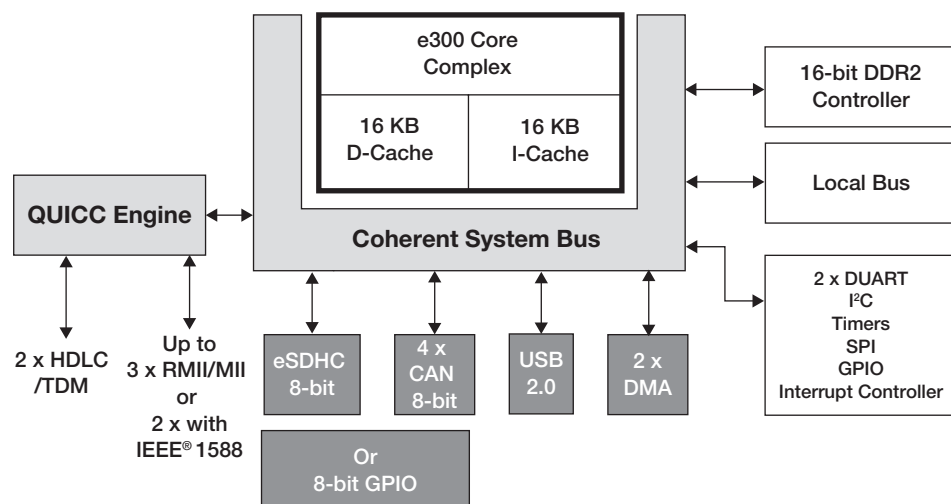 e300 Core
Complex
16 KB
D-Cache
16 KB
I-Cache
16-bit DDR2
Controller
Local Bus
QUICC Engine
Coherent System Bus
2 x DUART
I²C
Timers
SPI
GPIO
Interrupt Controller
2 x HDLC
/TDM
Up to
3 x RMII/MII
or
2 x with
IEEE® 1588
eSDHC
8-bit
4 x
CAN
8-bit
USB
2.0
2 x
DMA
Or
8-bit GPIO